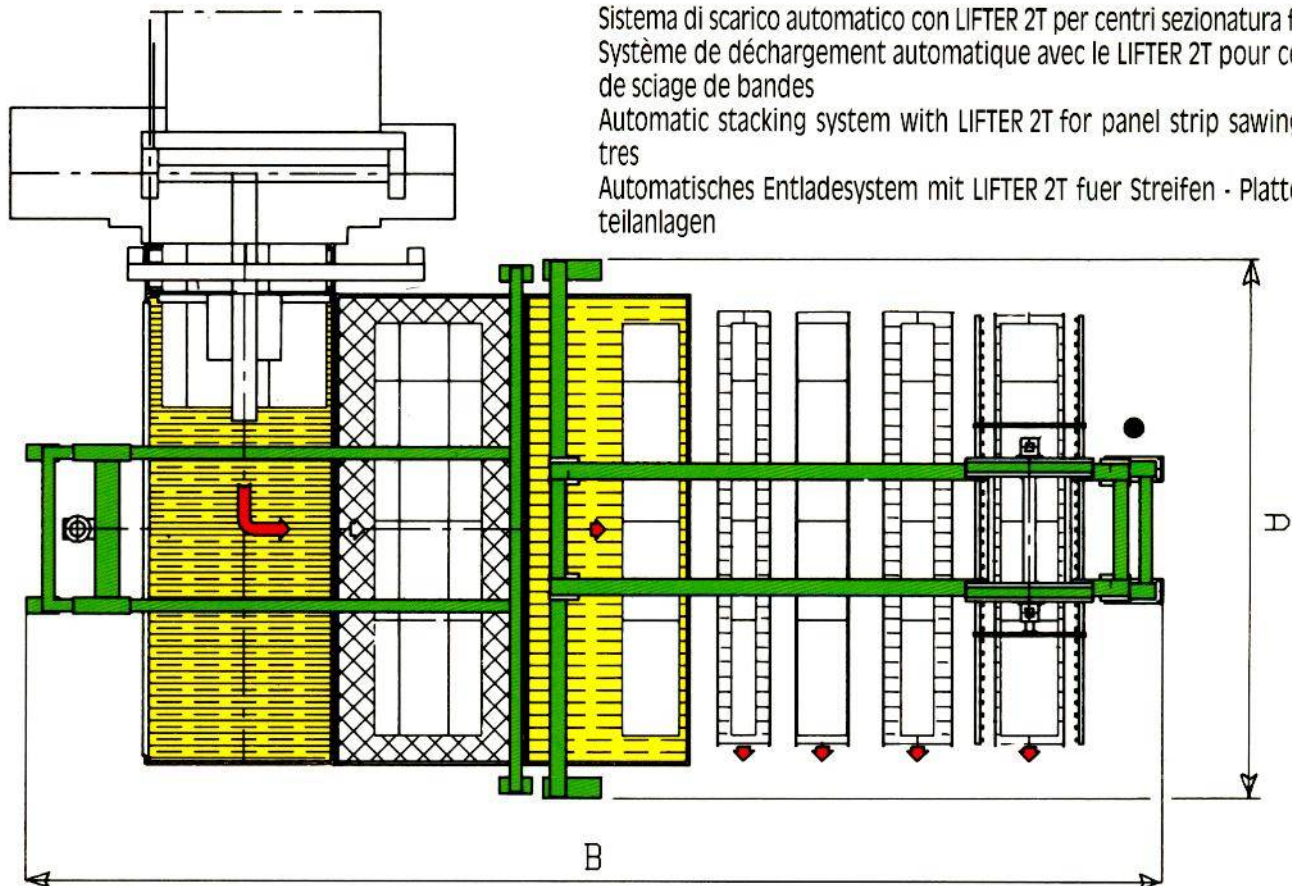 Sistema di scarico automatico con LIFTER 2T per centri sezionatura
Système de déchargement automatique avec le LIFTER 2T pour
de sciage de bandes
Automatic stacking system with LIFTER 2T for panel strip
tres
Automatisches Entladesystem mit LIFTER 2T fuer Streifen -
teilanlagen
B